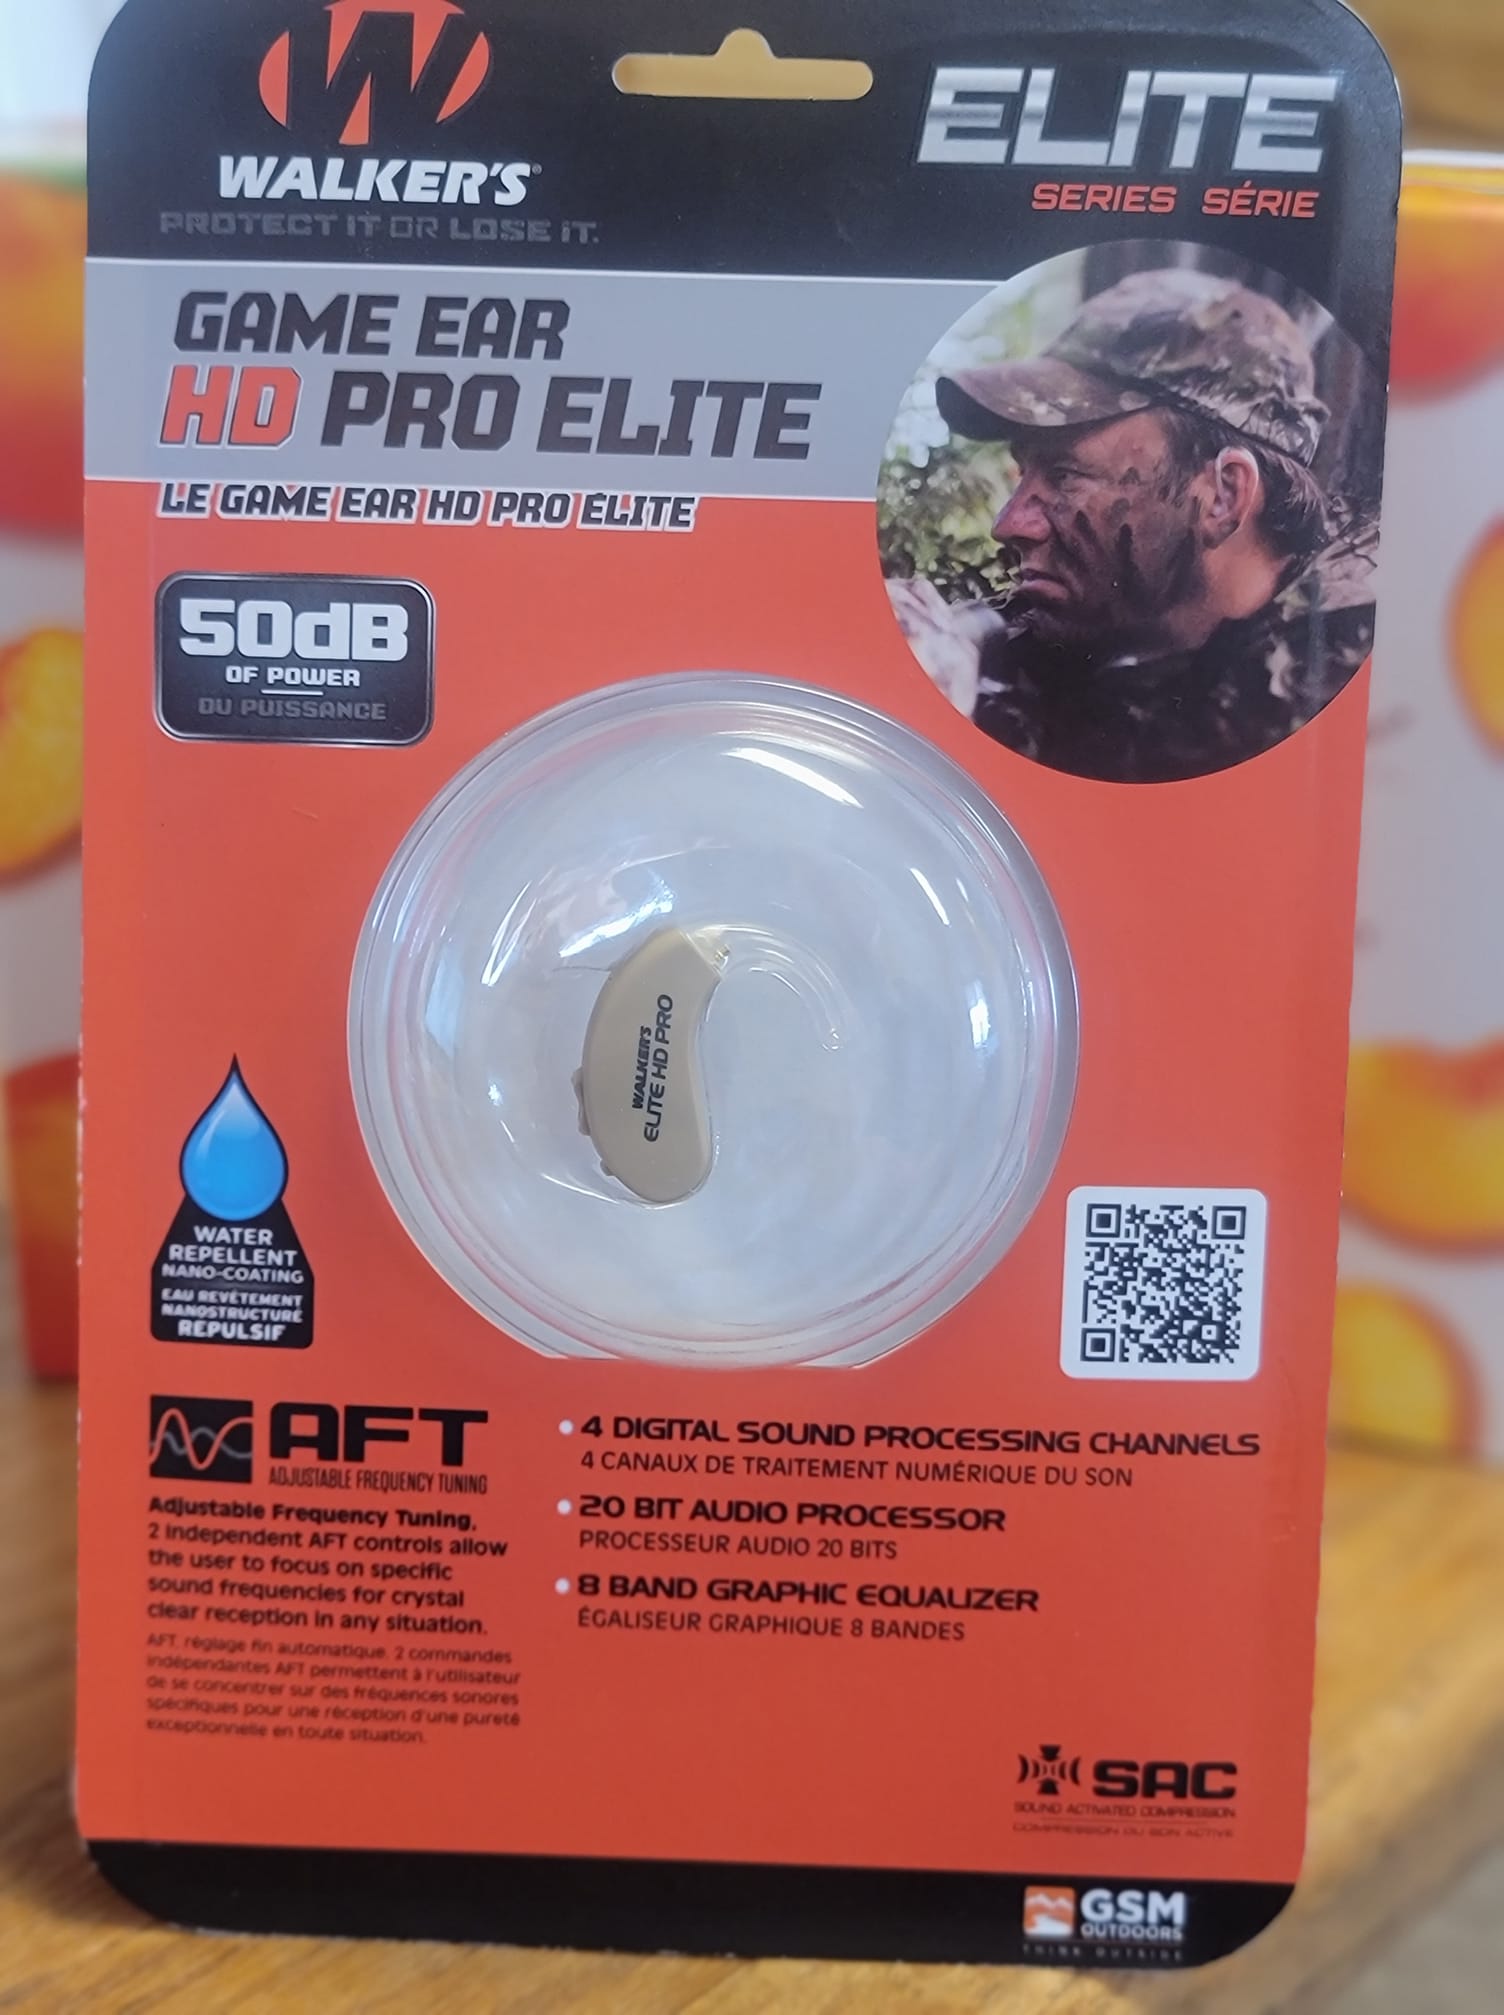 WALKER'S
PROTECT IT OR LOSE IT.
ELITE
SERIES SÉRIE
GAME EAR
HD PRO ELITE
LE GAME EAR HD PRO ÉLITE
50dB
OF POWER
DU PUISSANCE
WALKER'S
ELITE HD PRO
WATER
REPELLENT
NANO-COATING
EAU REVÊTEMENT
NANOSTRUCTURE
RÉPULSIF
AFT
ADJUSTABLE FREQUENCY TUNING
Adjustable Frequency Tuning,
2 independent AFT controls allow
the user to focus on specific
sound frequencies for crystal
clear reception in any situation.
AFT, réglage fin automatique. 2 commandes
indépendantes AFT permettent à l'utilisateur
de se concentrer sur des fréquences sonores
spécifiques pour une réception d'une pureté
exceptionnelle en toute situation.
• 4 DIGITAL SOUND PROCESSING CHANNELS
4 CANAUX DE TRAITEMENT NUMÉRIQUE DU SON
• 20 BIT AUDIO PROCESSOR
PROCESSEUR AUDIO 20 BITS
• 8 BAND GRAPHIC EQUALIZER
ÉGALISEUR GRAPHIQUE 8 BANDES
SAC
SOUND ACTIVATED COMPRESSION
COMPRESSION DU SON ACTIVE
GSM
OUTDOORS
THINK OUTSIDE